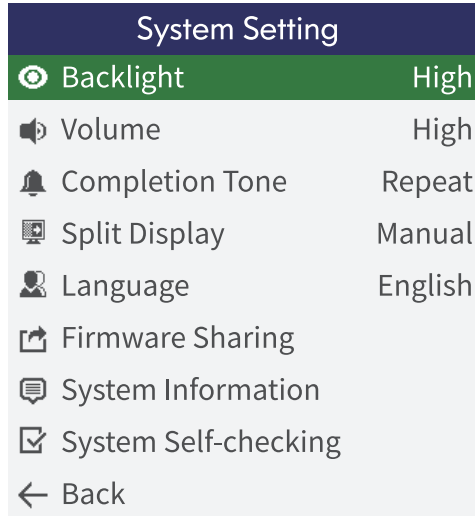 System Setting
Backlight High
Volume High
Completion Tone Repeat
Split Display Manual
Language English
Firmware Sharing
System Information
System Self-checking
Back